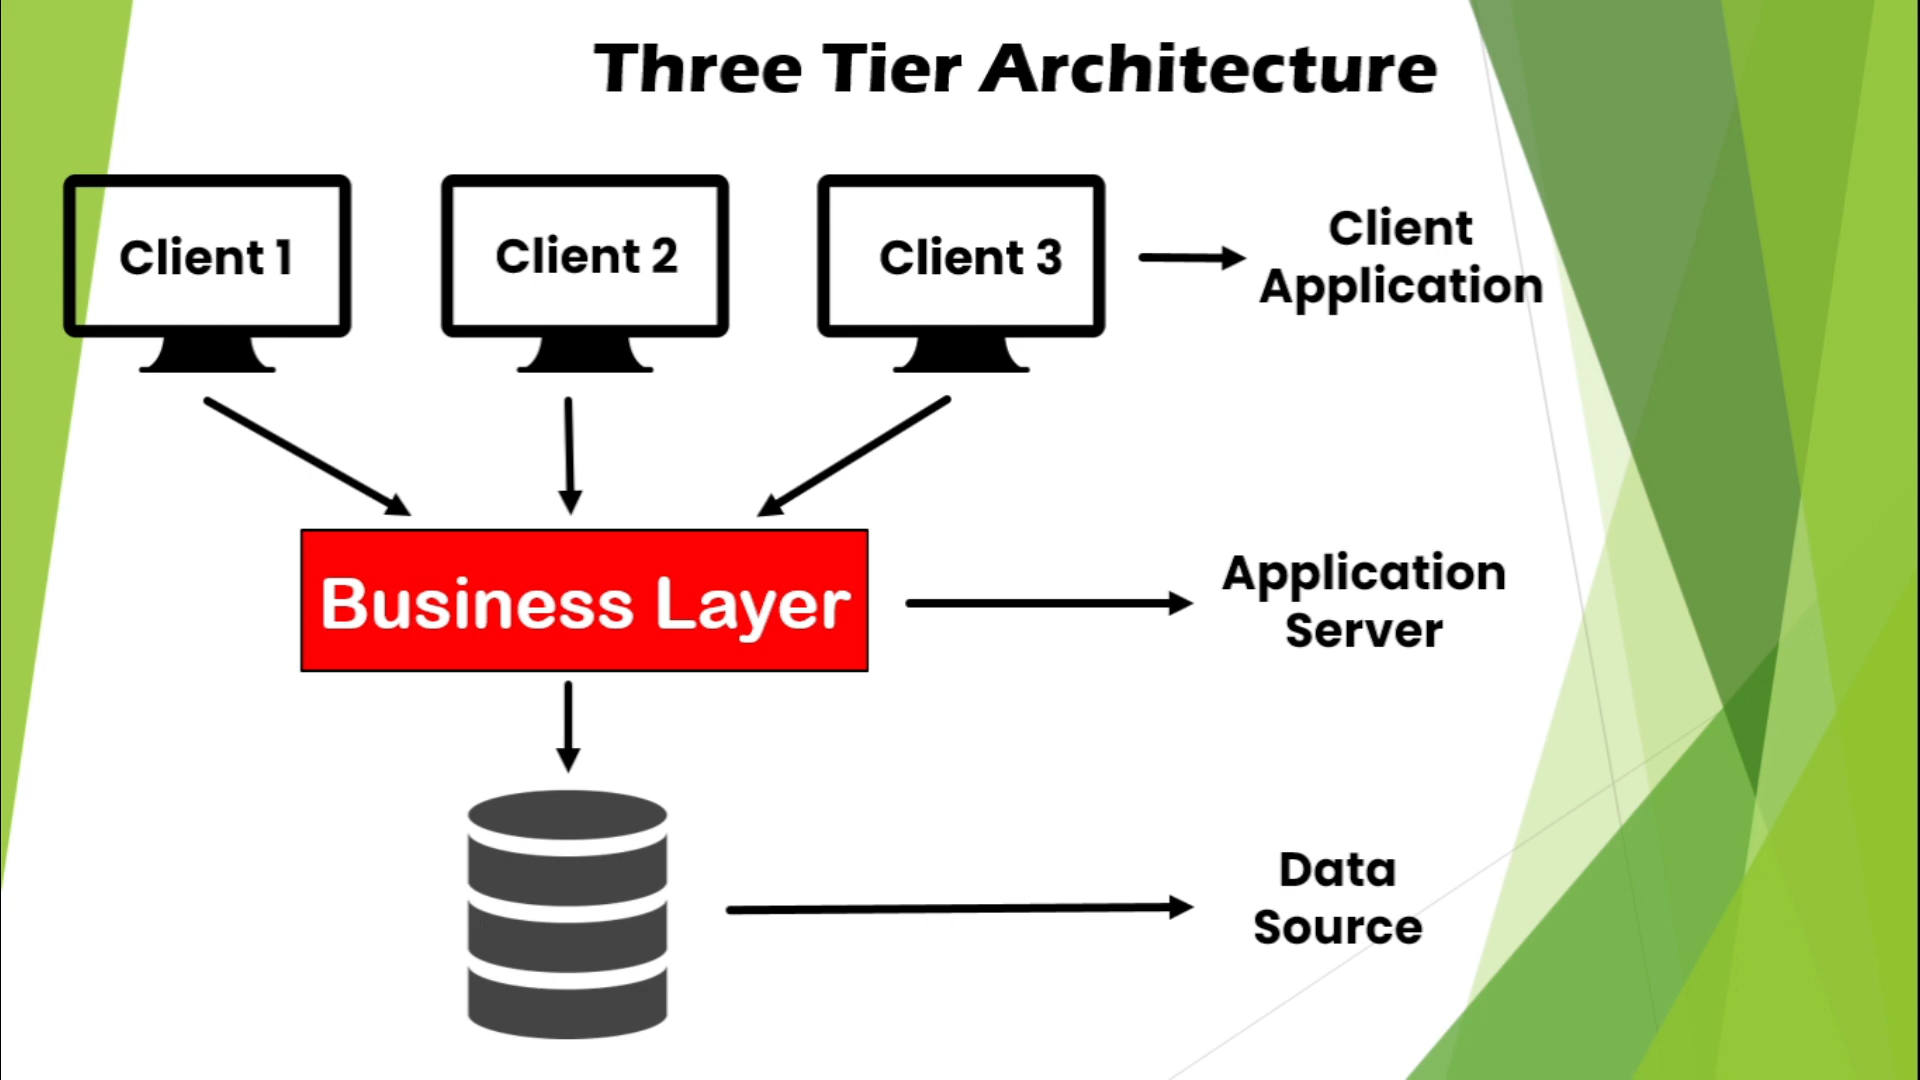 Three Tier Architecture
Client 1
Client 2
Client 3
Client
Application
Business Layer
Application
Server
Data
Source